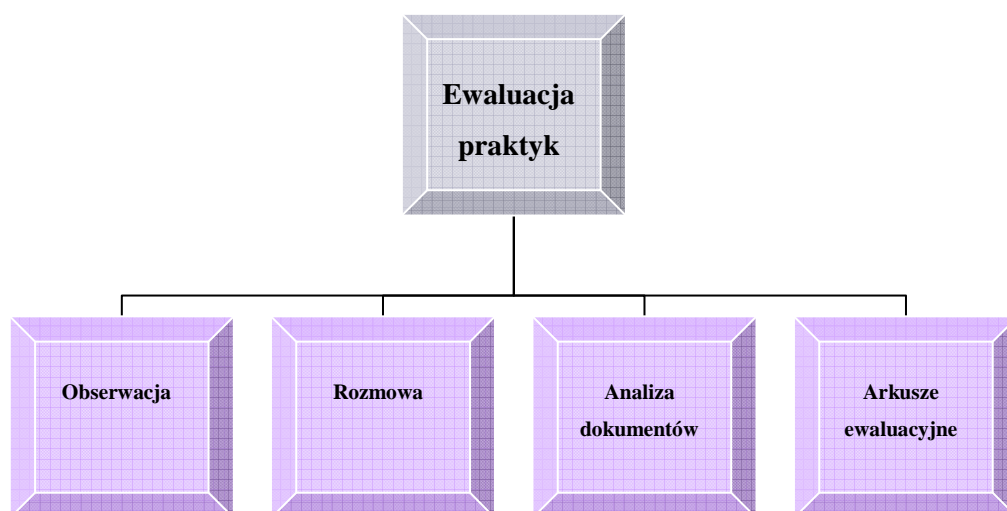 Ewaluacja
praktyk
Obserwacja
Rozmowa
Analiza
dokumentów
Arkusze
ewaluacyjne